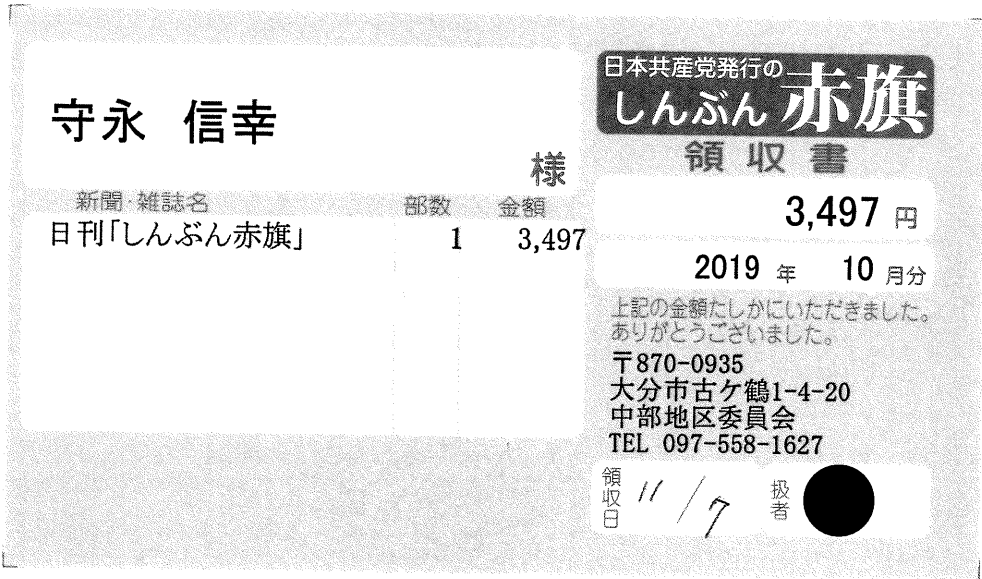 守永 信幸
様
新聞・雑誌名 部数 金額
日刊「しんぶん赤旗」 1 3,497
日本共産党発行の
しんぶん赤旗
領収書
3,497 円
2019 年 10 月分
上記の金額たしかにいただきました。
ありがとうございました。
〒870-0935
大分市古ケ鶴1-4-20
中部地区委員会
TEL 097-558-1627
領収日 11/7 扱者